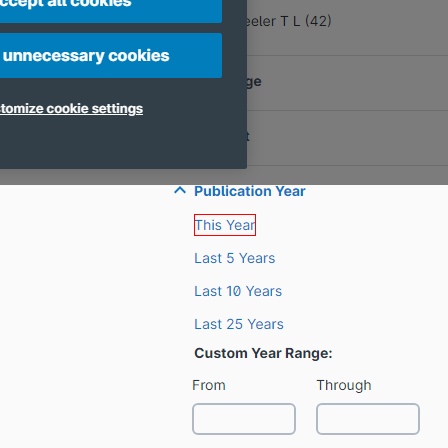 ccept all cookies
unnecessary cookies
tomize cookie settings
eeler T L (42)
ge
t
Publication Year
This Year
Last 5 Years
Last 10 Years
Last 25 Years
Custom Year Range:
From
Through